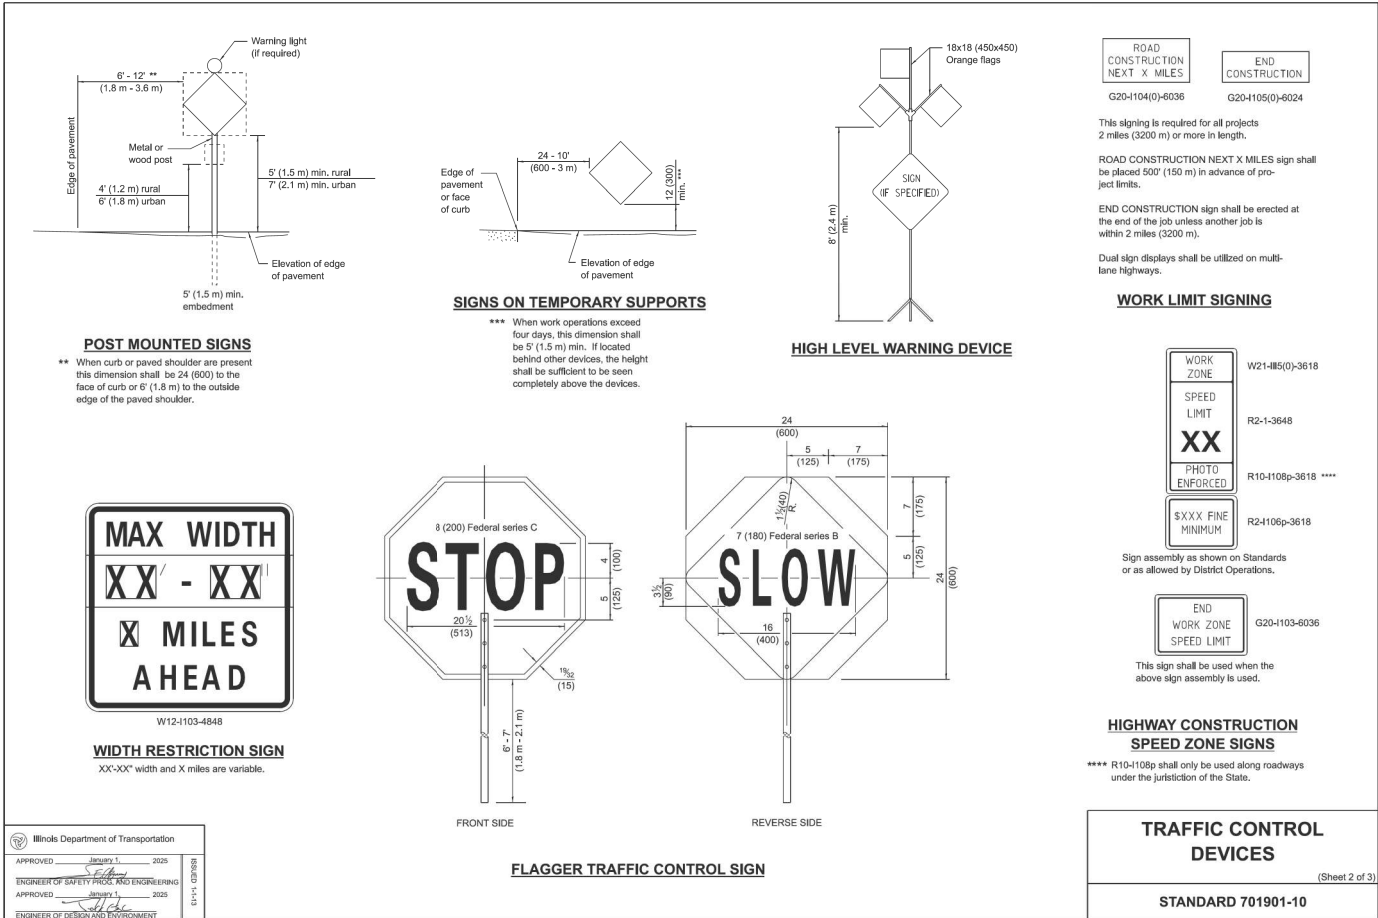 Warning light
(if required)
6' - 12' **
(1.8 m - 3.6 m)
Edge of pavement
Metal or
wood post
4' (1.2 m) rural
6' (1.8 m) urban
5' (1.5 m) min. rural
7' (2.1 m) min. urban
Elevation of edge
of pavement
5' (1.5 m) min.
embedment
POST MOUNTED SIGNS
** When curb or paved shoulder are present
this dimension shall be 24 (600) to the
face of curb or 6' (1.8 m) to the outside
edge of the paved shoulder.
24 - 10'
(600 - 3 m)
Edge of
pavement
or face
of curb
12 (300)
min. ***
Elevation of edge
of pavement
SIGNS ON TEMPORARY SUPPORTS
*** When work operations exceed
four days, this dimension shall
be 5' (1.5 m) min. If located
behind other devices, the height
shall be sufficient to be seen
completely above the devices.
18x18 (450x450)
Orange flags
SIGN
(IF SPECIFIED)
8' (2.4 m)
min.
HIGH LEVEL WARNING DEVICE
ROAD
CONSTRUCTION
NEXT X MILES
G20-I104(0)-6036
END
CONSTRUCTION
G20-I105(0)-6024
This signing is required for all projects
2 miles (3200 m) or more in length.
ROAD CONSTRUCTION NEXT X MILES sign shall
be placed 500' (150 m) in advance of pro-
ject limits.
END CONSTRUCTION sign shall be erected at
the end of the job unless another job is
within 2 miles (3200 m).
Dual sign displays shall be utilized on multi-
lane highways.
WORK LIMIT SIGNING
WORK
ZONE
W21-I115(0)-3618
SPEED
LIMIT
XX
R2-1-3648
PHOTO
ENFORCED
R10-I108p-3618 ****
$XXX FINE
MINIMUM
R2-I106p-3618
Sign assembly as shown on Standards
or as allowed by District Operations.
END
WORK ZONE
SPEED LIMIT
G20-I103-6036
This sign shall be used when the
above sign assembly is used.
HIGHWAY CONSTRUCTION
SPEED ZONE SIGNS
**** R10-I108p shall only be used along roadways
under the juristiction of the State.
MAX WIDTH
XX' - XX"
X MILES
AHEAD
W12-I103-4848
WIDTH RESTRICTION SIGN
XX'-XX" width and X miles are variable.
8 (200) Federal series C
STOP
4
(100)
5
(125)
20 1/2
(513)
19/32
(15)
6' - 7'
(1.8 m - 2.1 m)
FRONT SIDE
24
(600)
5
(125)
7
(175)
1 1/2 (40)
R.
7 (180) Federal series B
SLOW
3 1/2
(90)
16
(400)
7
(175)
5
(125)
24
(600)
REVERSE SIDE
FLAGGER TRAFFIC CONTROL SIGN
Illinois Department of Transportation
APPROVED January 1, 2025
ENGINEER OF SAFETY PROG. AND ENGINEERING
APPROVED January 1, 2025
ENGINEER OF DESIGN AND ENVIRONMENT
ISSUED 1-1-13
TRAFFIC CONTROL
DEVICES
(Sheet 2 of 3)
STANDARD 701901-10